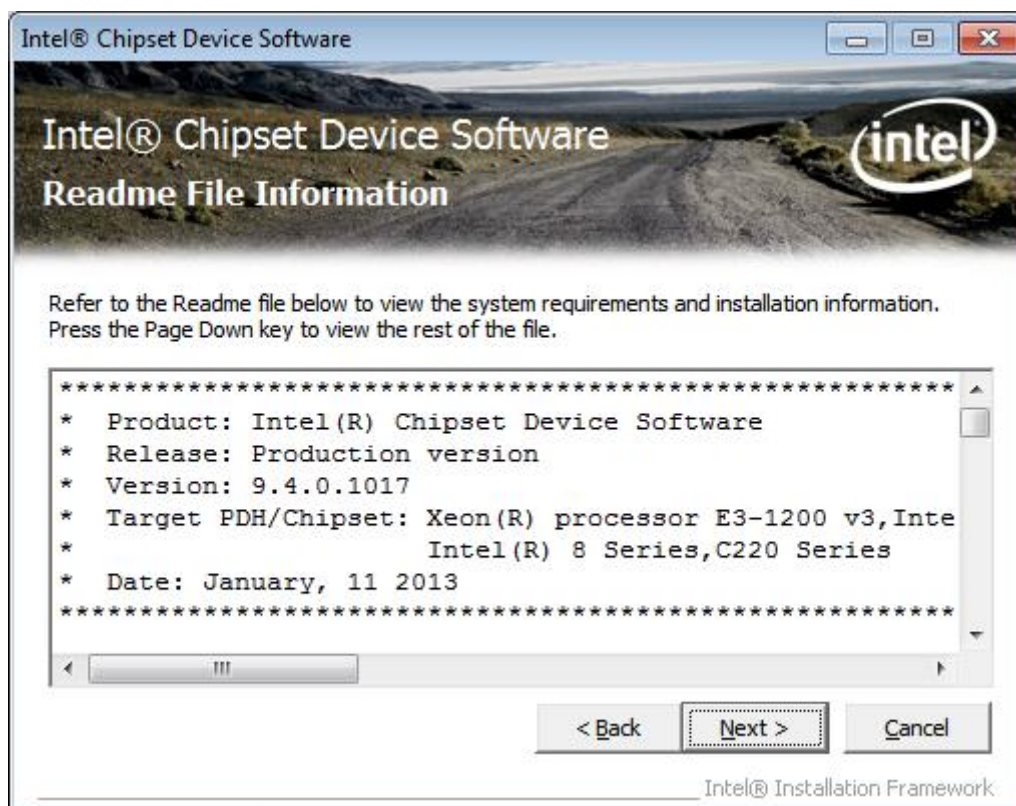 Intel® Chipset Device Software
Intel® Chipset Device Software
intel
Readme File Information
Refer to the Readme file below to view the system requirements and installation information.
Press the Page Down key to view the rest of the file.
************************************************************
* Product: Intel(R) Chipset Device Software
* Release: Production version
* Version: 9.4.0.1017
* Target PDH/Chipset: Xeon(R) processor E3-1200 v3,Inte
* Intel(R) 8 Series,C220 Series
* Date: January, 11 2013
************************************************************
< Back
Next >
Cancel
Intel® Installation Framework